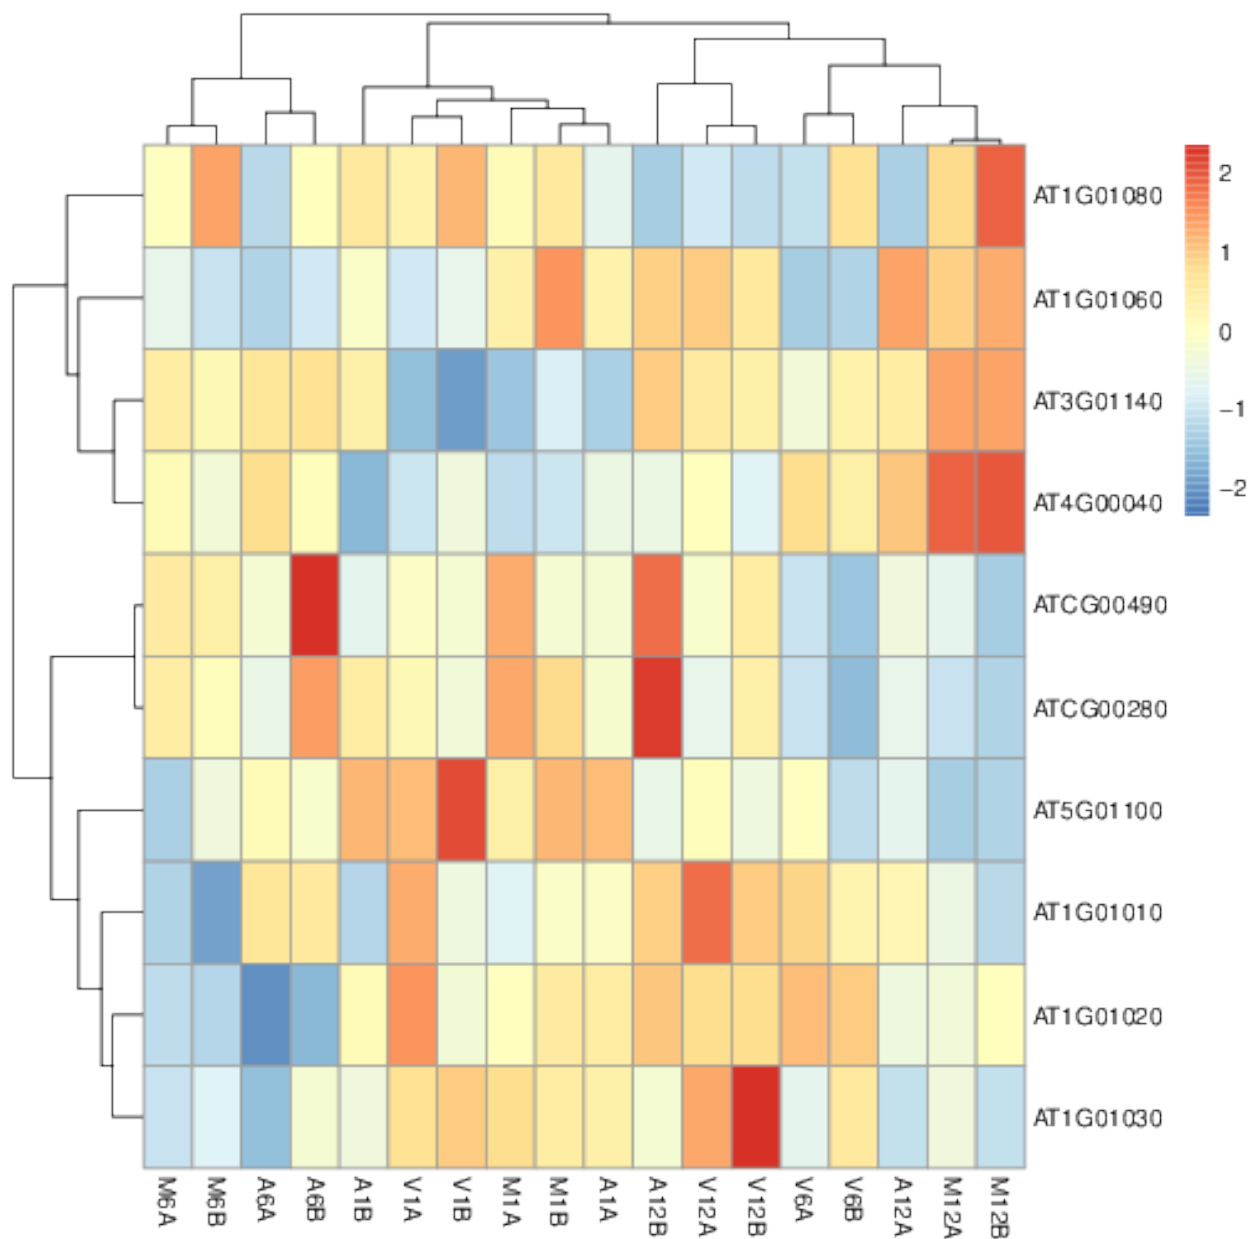 AT1G01080
AT1G01060
AT3G01140
AT4G00040
ATCG00490
ATCG00280
AT5G01100
AT1G01010
AT1G01020
AT1G01030
2
1
0
−1
−2
M6A
M6B
A6A
A6B
A1B
V1A
V1B
M1A
M1B
A1A
A12B
V12A
V12B
V6A
V6B
A12A
M12A
M12B